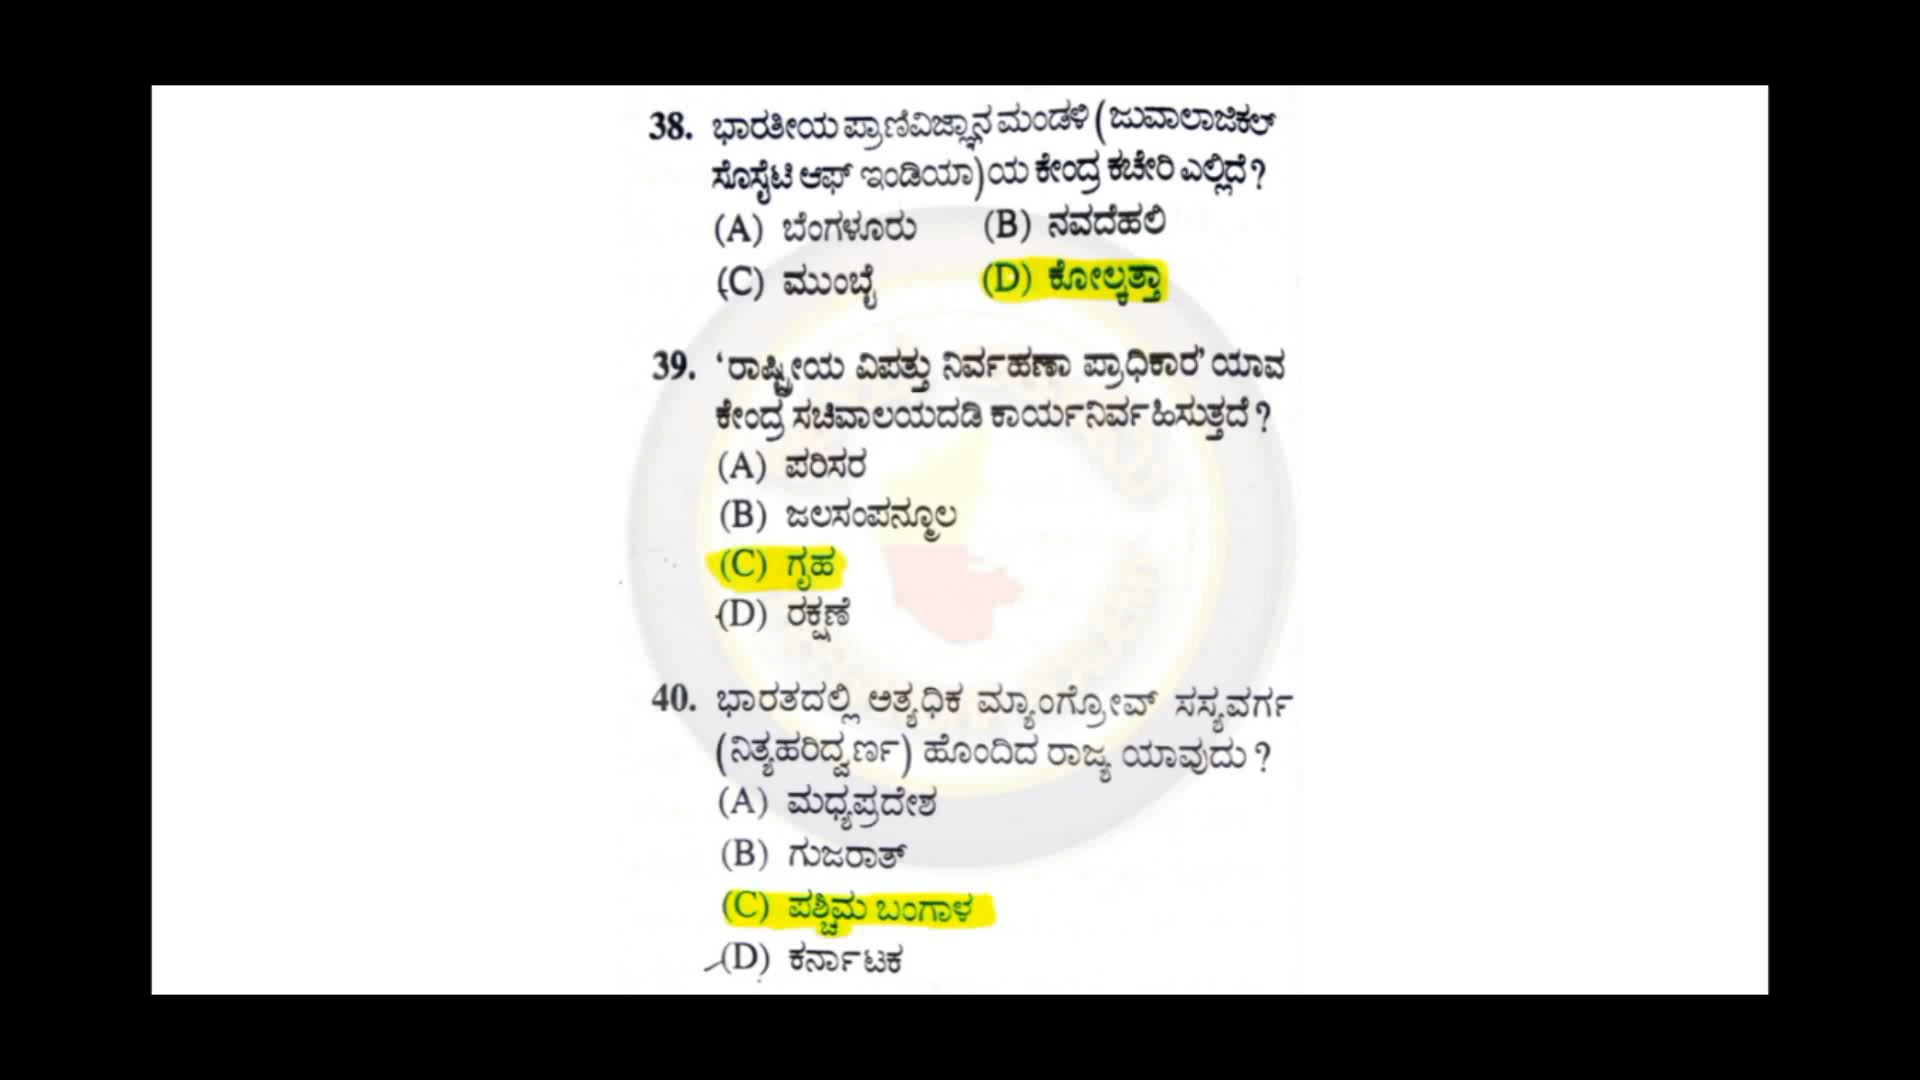 38. ಭಾರತೀಯ ಪ್ರಾಣಿವಿಜ್ಞಾನ ಮಂಡಳಿ (ಜುವಾಲಾಜಿಕಲ್
ಸೊಸೈಟಿ ಆಫ್ ಇಂಡಿಯಾ)ಯ ಕೇಂದ್ರ ಕಚೇರಿ ಎಲ್ಲಿದೆ ?
(A) ಬೆಂಗಳೂರು (B) ನವದೆಹಲಿ
(C) ಮುಂಬೈ (D) ಕೋಲ್ಕತ್ತಾ
39. ‘ರಾಷ್ಟ್ರೀಯ ವಿಪತ್ತು ನಿರ್ವಹಣಾ ಪ್ರಾಧಿಕಾರ’ ಯಾವ
ಕೇಂದ್ರ ಸಚಿವಾಲಯದಡಿ ಕಾರ್ಯನಿರ್ವಹಿಸುತ್ತದೆ ?
(A) ಪರಿಸರ
(B) ಜಲಸಂಪನ್ಮೂಲ
(C) ಗೃಹ
(D) ರಕ್ಷಣೆ
40. ಭಾರತದಲ್ಲಿ ಅತ್ಯಧಿಕ ಮ್ಯಾಂಗ್ರೋವ್ ಸಸ್ಯವರ್ಗ
(ನಿತ್ಯಹರಿದ್ವರ್ಣ) ಹೊಂದಿದ ರಾಜ್ಯ ಯಾವುದು ?
(A) ಮಧ್ಯಪ್ರದೇಶ
(B) ಗುಜರಾತ್
(C) ಪಶ್ಚಿಮ ಬಂಗಾಳ
(D) ಕರ್ನಾಟಕ